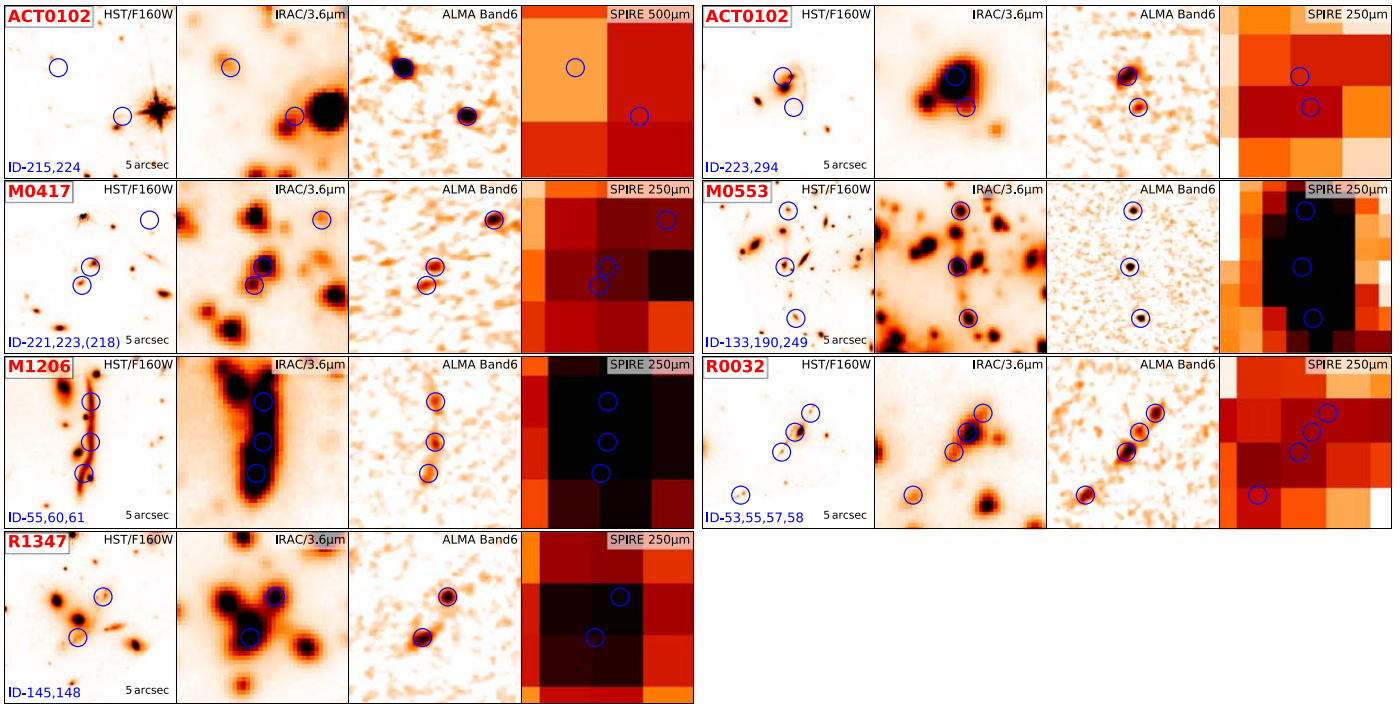 ACT0102 HST/F160W IRAC/3.6μm ALMA Band6 SPIRE 500μm
ID-215,224 5 arcsec
ACT0102 HST/F160W IRAC/3.6μm ALMA Band6 SPIRE 250μm
ID-223,294 5 arcsec
M0417 HST/F160W IRAC/3.6μm ALMA Band6 SPIRE 250μm
ID-221,223,(218) 5 arcsec
M0553 HST/F160W IRAC/3.6μm ALMA Band6 SPIRE 250μm
ID-133,190,249 5 arcsec
M1206 HST/F160W IRAC/3.6μm ALMA Band6 SPIRE 250μm
ID-55,60,61 5 arcsec
R0032 HST/F160W IRAC/3.6μm ALMA Band6 SPIRE 250μm
ID-53,55,57,58 5 arcsec
R1347 HST/F160W IRAC/3.6μm ALMA Band6 SPIRE 250μm
ID-145,148 5 arcsec